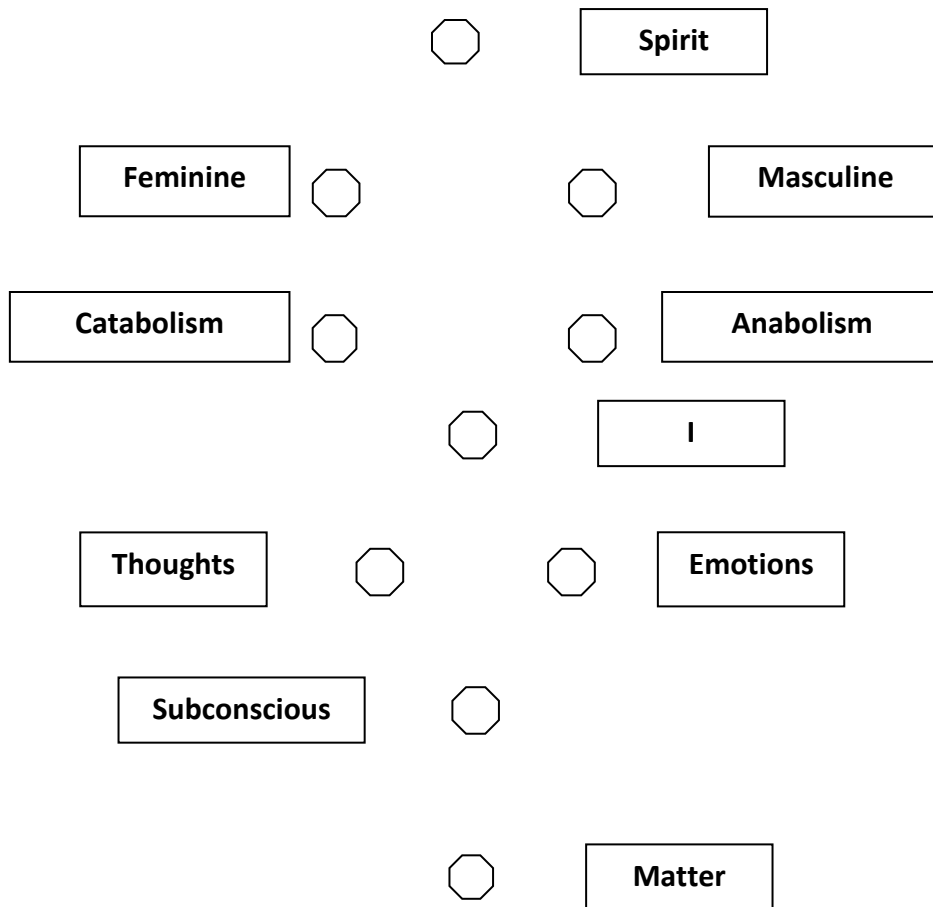 Spirit
Feminine
Masculine
Catabolism
Anabolism
I
Thoughts
Emotions
Subconscious
Matter